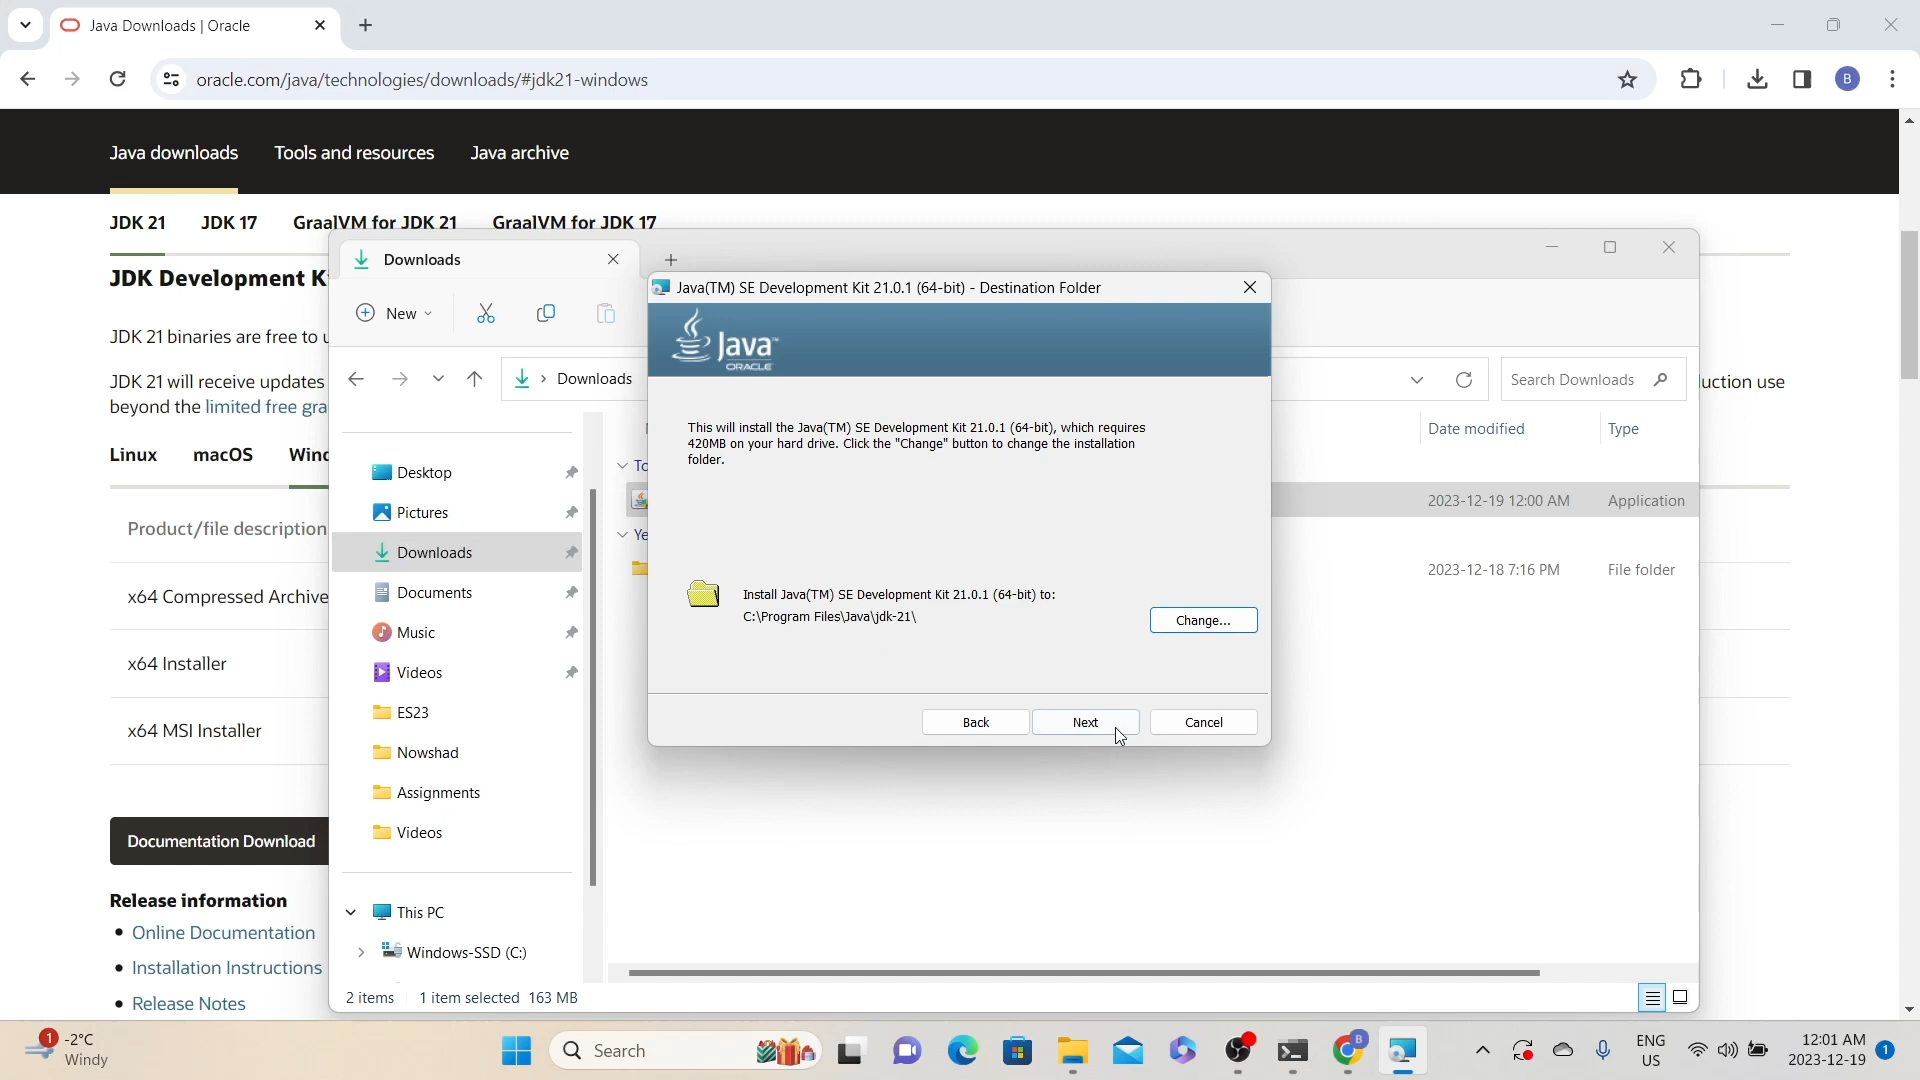 Java Downloads | Oracle
oracle.com/java/technologies/downloads/#jdk21-windows
B
Java downloads
Tools and resources
Java archive
JDK 21
JDK 17
GraalVM for JDK 21
GraalVM for JDK 17
JDK Development
JDK 21 binaries are free to
JDK 21 will receive updates
uction use
beyond the limited free gra
Linux
macOS
Wind
Product/file description
x64 Compressed Archive
x64 Installer
x64 MSI Installer
Documentation Download
Release information
Online Documentation
Installation Instructions
Release Notes
Downloads
New
Downloads
Search Downloads
Date modified
Type
Desktop
Pictures
Downloads
Documents
Music
Videos
ES23
Nowshad
Assignments
Videos
This PC
Windows-SSD (C:)
To
2023-12-19 12:00 AM
Application
Ye
2023-12-18 7:16 PM
File folder
2 items
1 item selected 163 MB
Java(TM) SE Development Kit 21.0.1 (64-bit) - Destination Folder
Java™
ORACLE
This will install the Java(TM) SE Development Kit 21.0.1 (64-bit), which requires
420MB on your hard drive. Click the "Change" button to change the installation
folder.
Install Java(TM) SE Development Kit 21.0.1 (64-bit) to:
C:\Program Files\Java\jdk-21\
Change...
Back
Next
Cancel
1
-2°C
Windy
Search
B
ENG
US
12:01 AM
2023-12-19
1